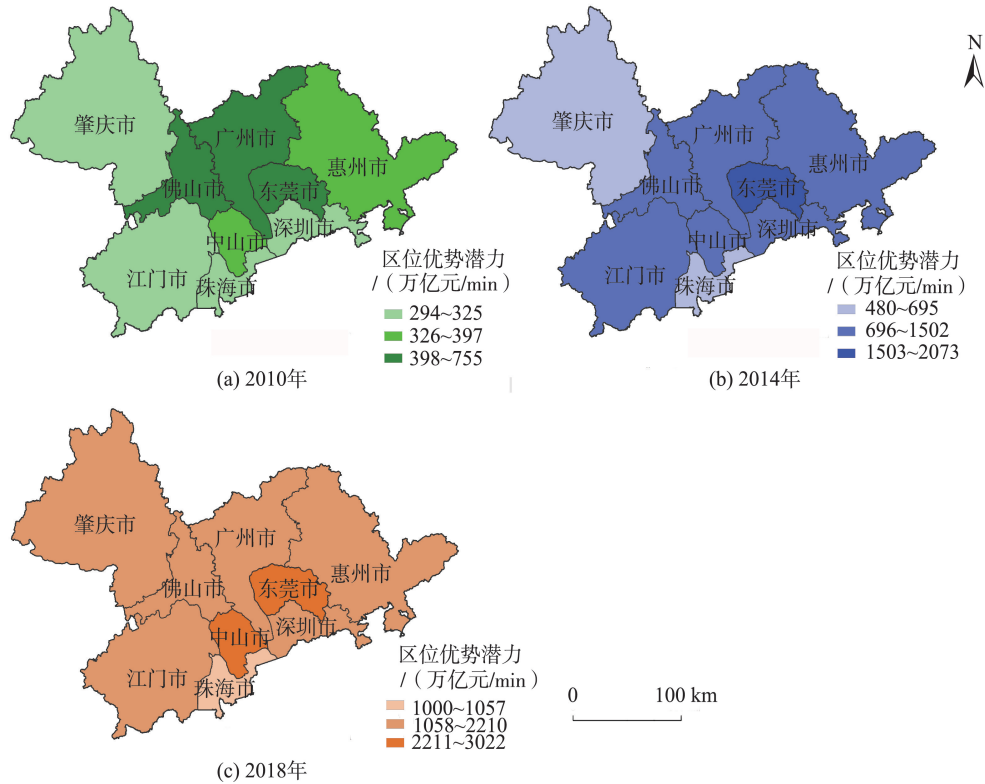 N
肇庆市
广州市
惠州市
佛山市
东莞市
深圳市
中山市
江门市
珠海市
区位优势潜力
/（万亿元/min）
294~325
326~397
398~755
(a) 2010年
肇庆市
广州市
惠州市
佛山市
东莞市
深圳市
中山市
江门市
珠海市
区位优势潜力
/（万亿元/min）
480~695
696~1502
1503~2073
(b) 2014年
肇庆市
广州市
惠州市
佛山市
东莞市
深圳市
中山市
江门市
珠海市
区位优势潜力
/（万亿元/min）
1000~1057
1058~2210
2211~3022
(c) 2018年
0 100 km